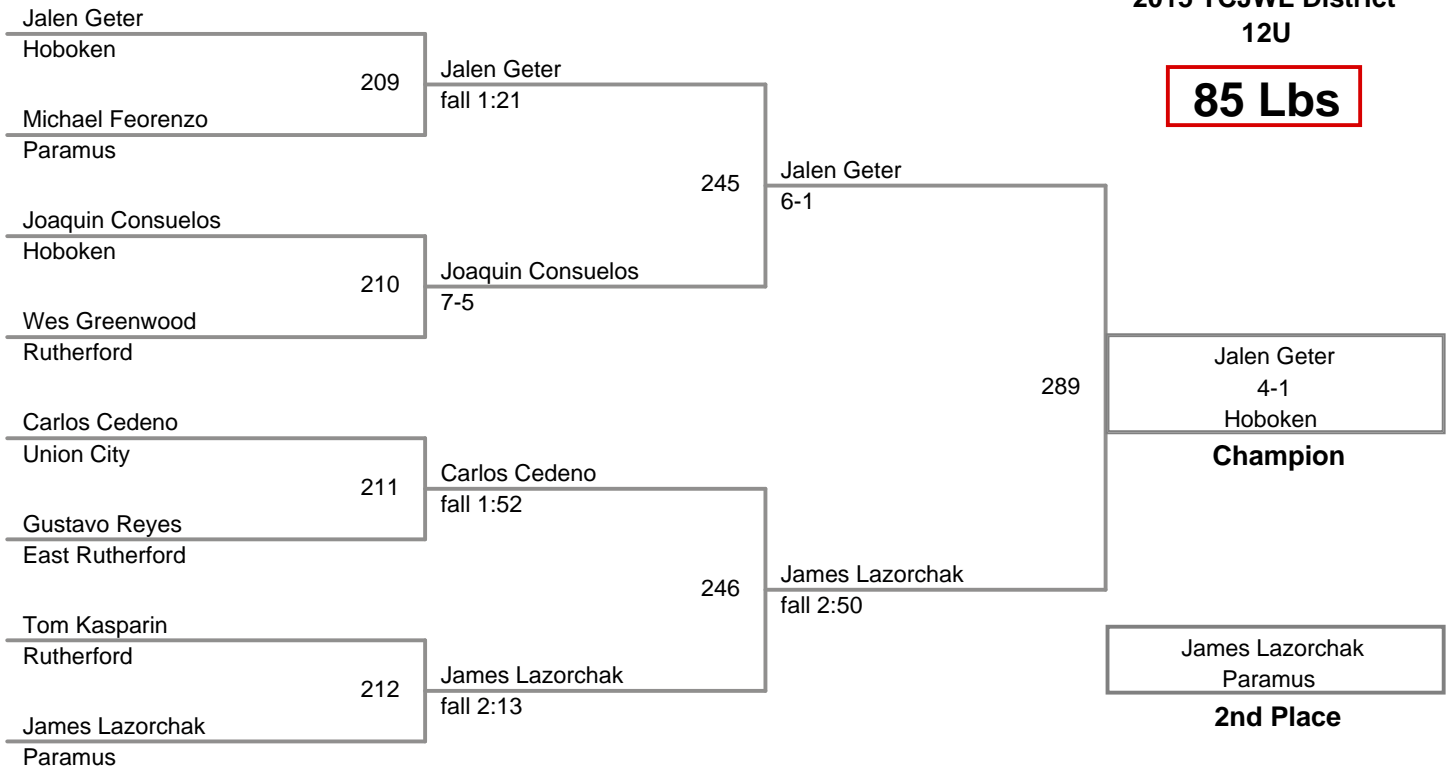 2015 TCJWL District
12U
85 Lbs
Jalen Geter
Hoboken
209
Michael Feorenzo
Paramus
Jalen Geter
fall 1:21
Joaquin Consuelos
Hoboken
210
Wes Greenwood
Rutherford
Joaquin Consuelos
7-5
245
Jalen Geter
6-1
Carlos Cedeno
Union City
211
Gustavo Reyes
East Rutherford
Carlos Cedeno
fall 1:52
Tom Kasparin
Rutherford
212
James Lazorchak
Paramus
James Lazorchak
fall 2:13
246
James Lazorchak
fall 2:50
289
Jalen Geter
4-1
Hoboken
Champion
James Lazorchak
Paramus
2nd Place